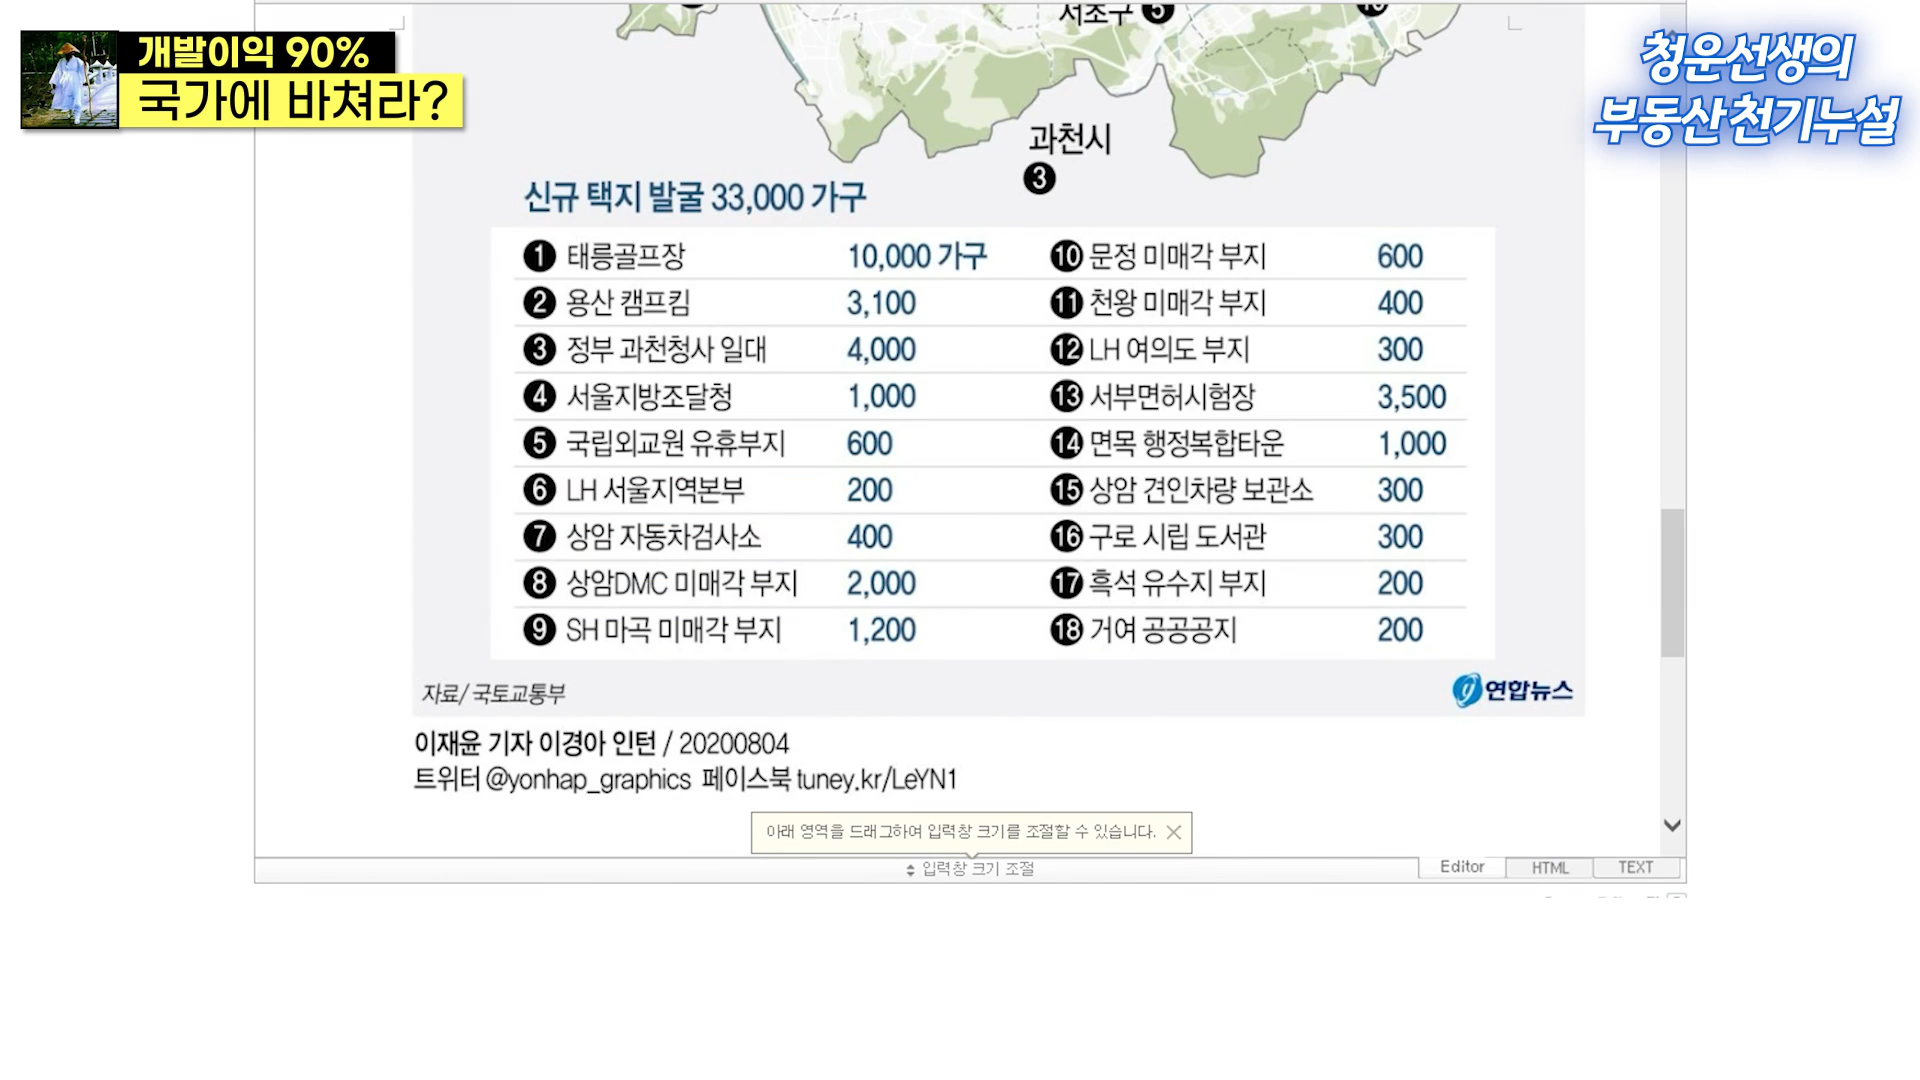 개발이익 90%
국가에 바쳐라?
청운선생의
부동산 천기누설
서초구 5
과천시
3
신규 택지 발굴 33,000 가구
1 태릉골프장 10,000 가구
2 용산 캠프킴 3,100
3 정부 과천청사 일대 4,000
4 서울지방조달청 1,000
5 국립외교원 유휴부지 600
6 LH 서울지역본부 200
7 상암 자동차검사소 400
8 상암DMC 미매각 부지 2,000
9 SH 마곡 미매각 부지 1,200
10 문정 미매각 부지 600
11 천왕 미매각 부지 400
12 LH 여의도 부지 300
13 서부면허시험장 3,500
14 면목 행정복합타운 1,000
15 상암 견인차량 보관소 300
16 구로 시립 도서관 300
17 흑석 유수지 부지 200
18 거여 공공공지 200
자료/ 국토교통부
연합뉴스
이재윤 기자 이경아 인턴 / 20200804
트위터 @yonhap_graphics 페이스북 tuney.kr/LeYN1
아래 영역을 드래그하여 입력창 크기를 조절할 수 있습니다.
입력창 크기 조절
Editor HTML TEXT